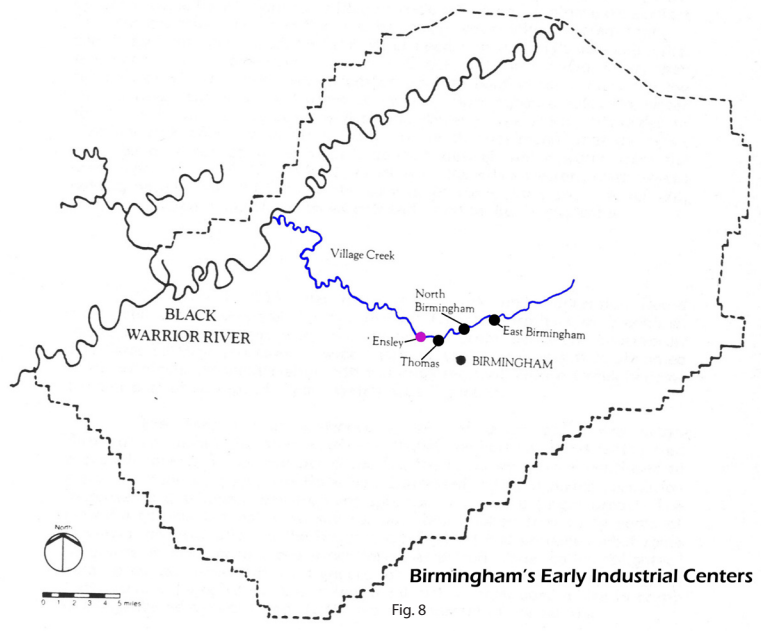 Village Creek
BLACK
WARRIOR RIVER
North
Birmingham
East Birmingham
Ensley
Thomas
BIRMINGHAM
North
0 1 2 3 4 5 miles
Birmingham's Early Industrial Centers
Fig. 8